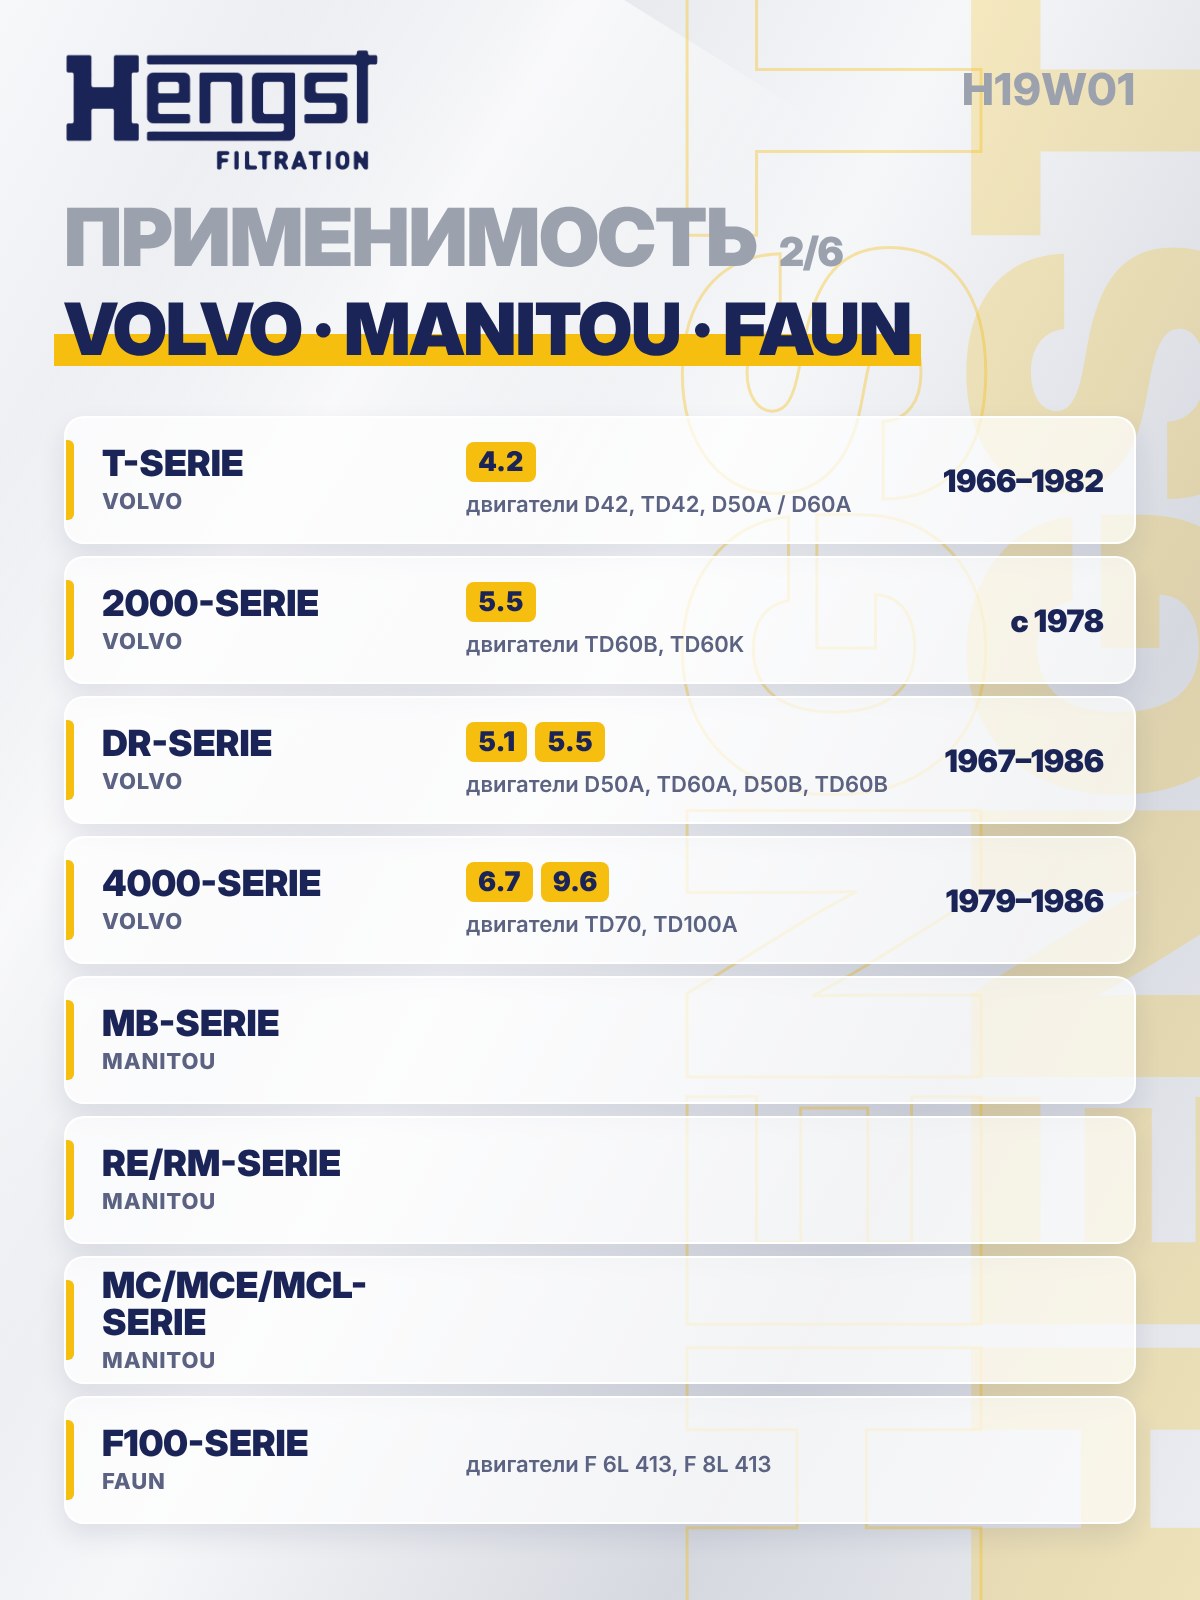 Hengst
FILTRATION
H19W01
ПРИМЕНИМОСТЬ 2/6
VOLVO · MANITOU · FAUN
T-SERIE
VOLVO
4.2
двигатели D42, TD42, D50A / D60A
1966–1982
2000-SERIE
VOLVO
5.5
двигатели TD60B, TD60K
с 1978
DR-SERIE
VOLVO
5.1 5.5
двигатели D50A, TD60A, D50B, TD60B
1967–1986
4000-SERIE
VOLVO
6.7 9.6
двигатели TD70, TD100A
1979–1986
MB-SERIE
MANITOU
RE/RM-SERIE
MANITOU
MC/MCE/MCL-
SERIE
MANITOU
F100-SERIE
FAUN
двигатели F 6L 413, F 8L 413
HENGST
HENGST